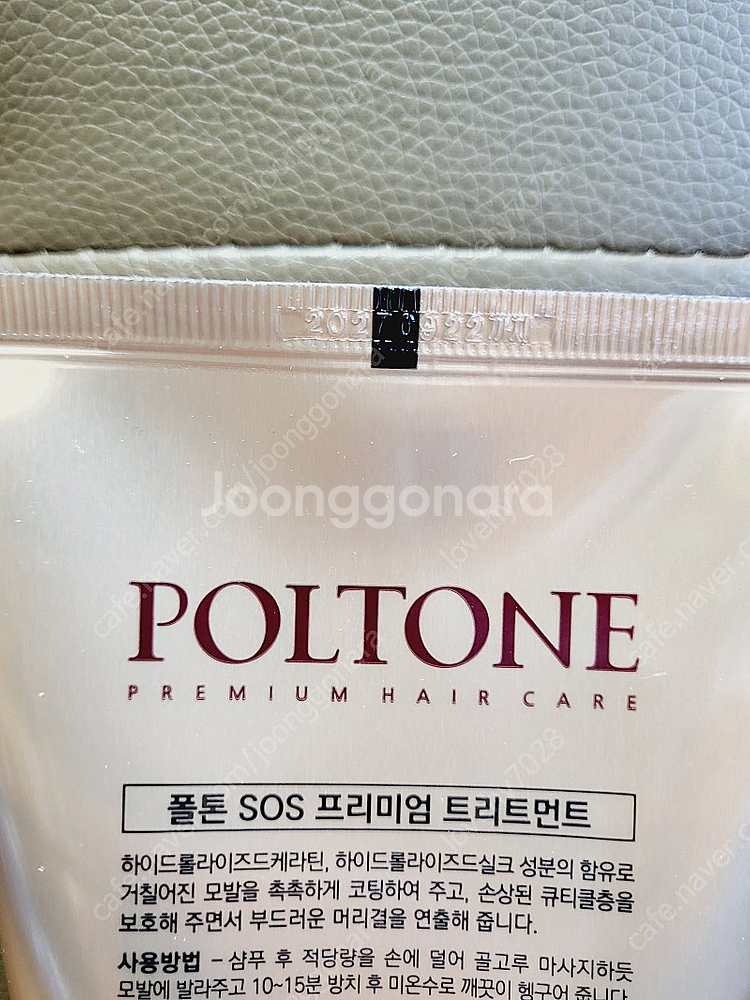 20270922TM
Joonggonara
POLTONE
PREMIUM HAIR CARE
폴톤 SOS 프리미엄 트리트먼트
하이드롤라이즈드케라틴, 하이드롤라이즈드실크 성분의 함유로
거칠어진 모발을 촉촉하게 코팅하여 주고, 손상된 큐티클층을
보호해 주면서 부드러운 머리결을 연출해 줍니다.
사용방법 - 샴푸 후 적당량을 손에 덜어 골고루 마사지하듯
모발에 발라주고 10~15분 방치 후 미온수로 깨끗이 헹구어 줍니다.